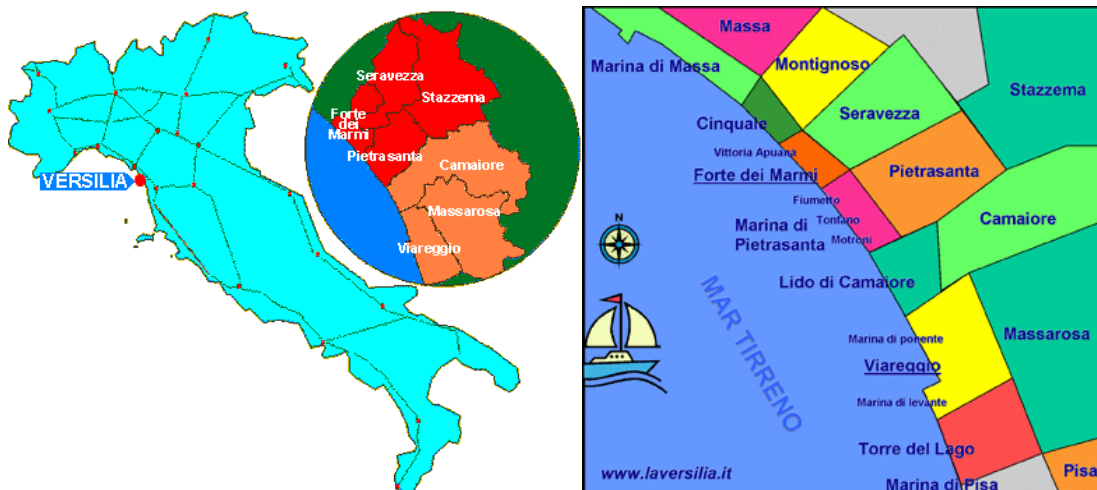 VERSILIA
Seravezza
Stazzema
Forte
dei
Marmi
Pietrasanta
Camaiore
Massarosa
Viareggio
Massa
Marina di Massa
Montignoso
Stazzema
Seravezza
Cinquale
Vittoria Apuana
Forte dei Marmi
Pietrasanta
Fiumetto
Tonfano
Marina di
Pietrasanta
Motroni
Camaiore
N
Lido di Camaiore
MAR TIRRENO
Marina di ponente
Massarosa
Viareggio
Marina di levante
Torre del Lago
www.laversilia.it
Marina di Pisa
Pisa